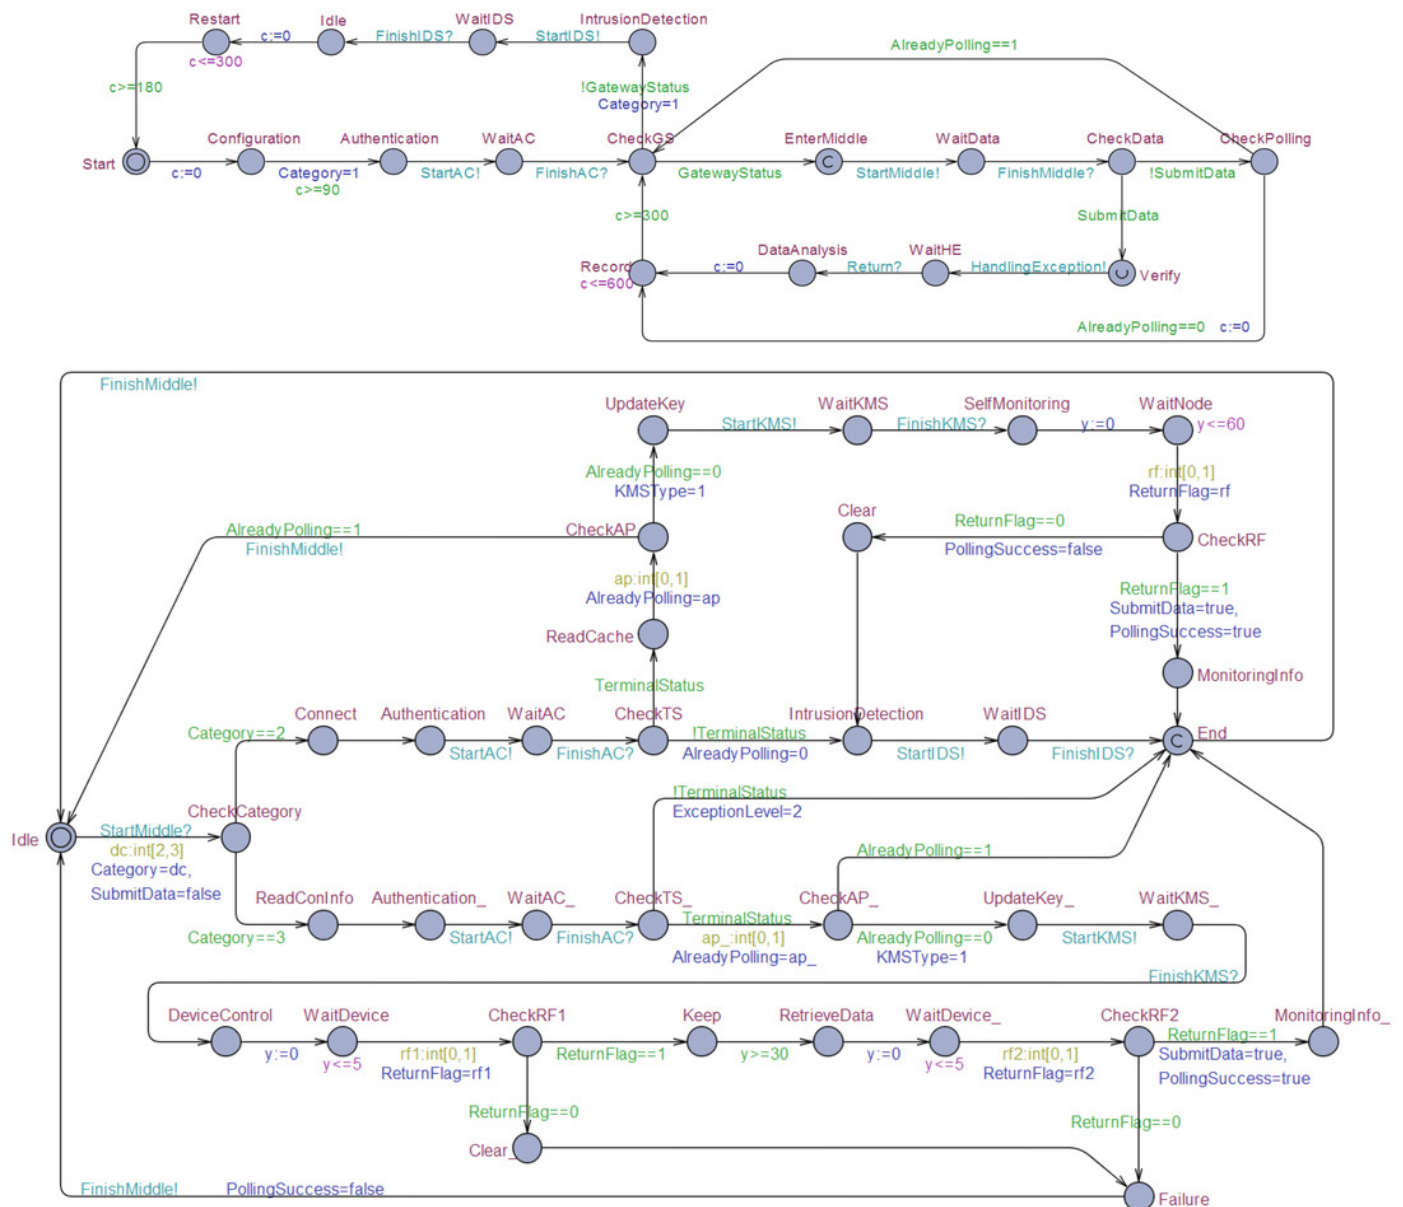 Restart
Idle
WaitIDS
IntrusionDetection
c:=0
FinishIDS?
StartIDS!
c<=300
AlreadyPolling==1
c>=180
!GatewayStatus
Category=1
Configuration
Authentication
WaitAC
CheckGS
EnterMiddle
WaitData
CheckData
CheckPolling
Start
c:=0
Category=1
c>=90
StartAC!
FinishAC?
GatewayStatus
StartMiddle!
FinishMiddle?
!SubmitData
c>=300
SubmitData
Record
c<=600
c:=0
DataAnalysis
Return?
WaitHE
HandlingException!
Verify
AlreadyPolling==0 c:=0
FinishMiddle!
UpdateKey
WaitKMS
SelfMonitoring
WaitNode
StartKMS!
FinishKMS?
y:=0
y<=60
AlreadyPolling==0
KMSType=1
rf:int[0,1]
ReturnFlag=rf
AlreadyPolling==1
FinishMiddle!
CheckAP
Clear
ReturnFlag==0
PollingSuccess=false
CheckRF
ap:int[0,1]
AlreadyPolling=ap
ReturnFlag==1
SubmitData=true,
PollingSuccess=true
ReadCache
TerminalStatus
MonitoringInfo
Category==2
Connect
Authentication
WaitAC
CheckTS
IntrusionDetection
WaitIDS
End
StartAC!
FinishAC?
!TerminalStatus
AlreadyPolling=0
StartIDS!
FinishIDS?
!TerminalStatus
ExceptionLevel=2
CheckCategory
Idle
StartMiddle?
dc:int[2,3]
Category=dc,
SubmitData=false
AlreadyPolling==1
ReadConInfo
Authentication_
WaitAC_
CheckTS_
CheckAP_
UpdateKey_
WaitKMS_
Category==3
StartAC!
FinishAC?
TerminalStatus
ap_:int[0,1]
AlreadyPolling=ap_
AlreadyPolling==0
KMSType=1
StartKMS!
FinishKMS?
DeviceControl
WaitDevice
CheckRF1
Keep
RetrieveData
WaitDevice_
CheckRF2
MonitoringInfo_
y:=0
y<=5
rf1:int[0,1]
ReturnFlag=rf1
ReturnFlag==1
y>=30
y:=0
y<=5
rf2:int[0,1]
ReturnFlag=rf2
ReturnFlag==1
SubmitData=true,
PollingSuccess=true
ReturnFlag==0
ReturnFlag==0
Clear_
FinishMiddle!
PollingSuccess=false
Failure